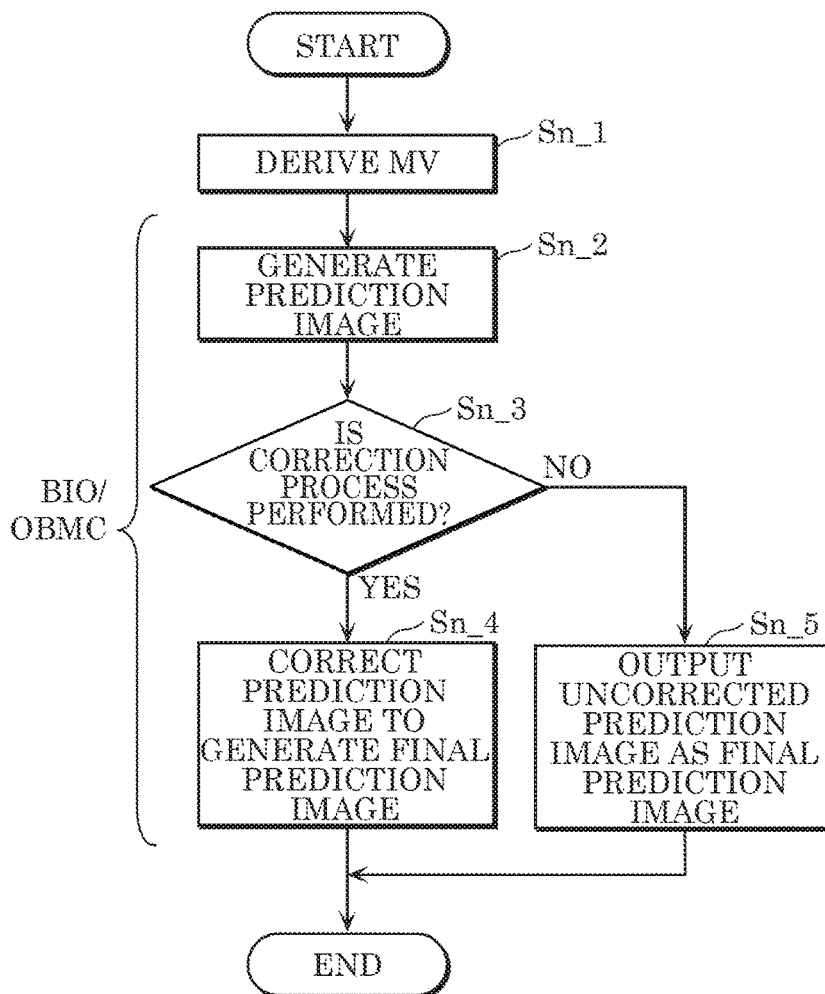 START
Sn_1
DERIVE MV
Sn_2
GENERATE
PREDICTION
IMAGE
Sn_3
IS
CORRECTION
PROCESS
PERFORMED?
NO
BIO/
OBMC
YES
Sn_4
CORRECT
PREDICTION
IMAGE TO
GENERATE FINAL
PREDICTION
IMAGE
Sn_5
OUTPUT
UNCORRECTED
PREDICTION
IMAGE AS FINAL
PREDICTION
IMAGE
END